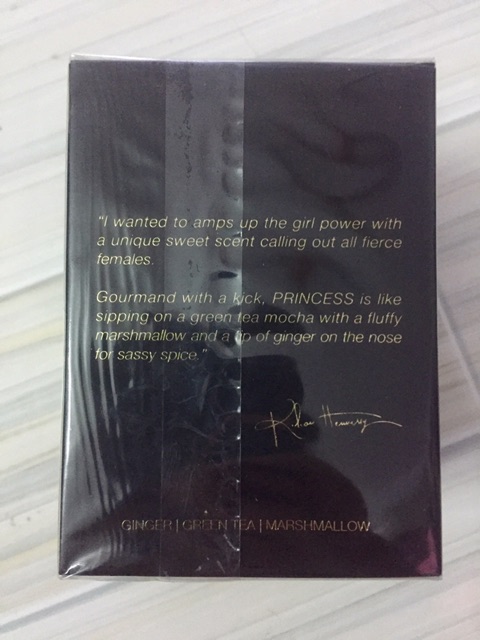 "I wanted to amps up the girl power with
a unique sweet scent calling out all fierce
females.
Gourmand with a kick, PRINCESS is like
sipping on a green tea mocha with a fluffy
marshmallow and a tip of ginger on the nose
for sassy spice."
GINGER | GREEN TEA | MARSHMALLOW